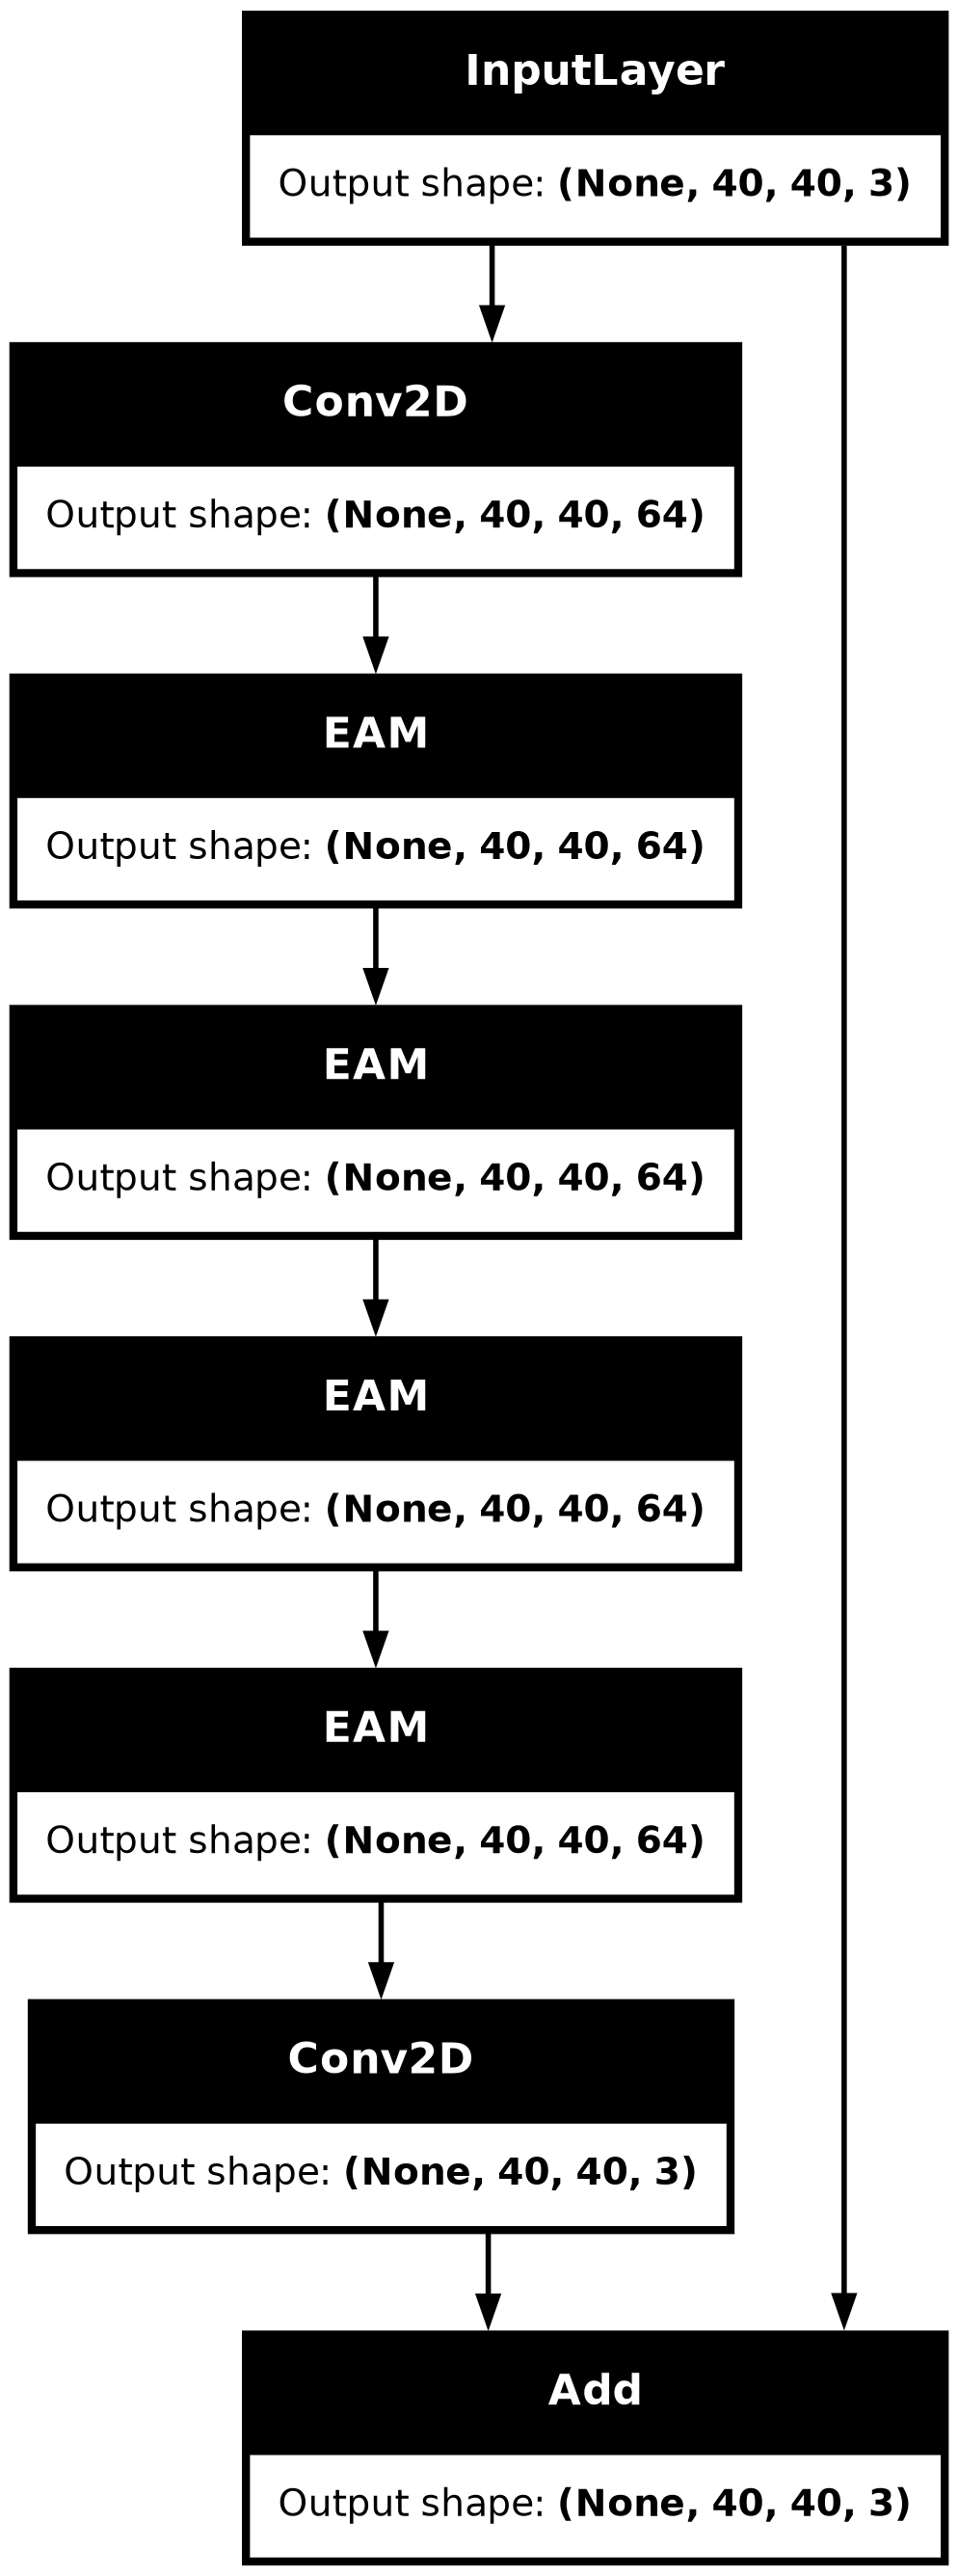 InputLayer
Output shape: (None, 40, 40, 3)
Conv2D
Output shape: (None, 40, 40, 64)
EAM
Output shape: (None, 40, 40, 64)
EAM
Output shape: (None, 40, 40, 64)
EAM
Output shape: (None, 40, 40, 64)
EAM
Output shape: (None, 40, 40, 64)
Conv2D
Output shape: (None, 40, 40, 3)
Add
Output shape: (None, 40, 40, 3)